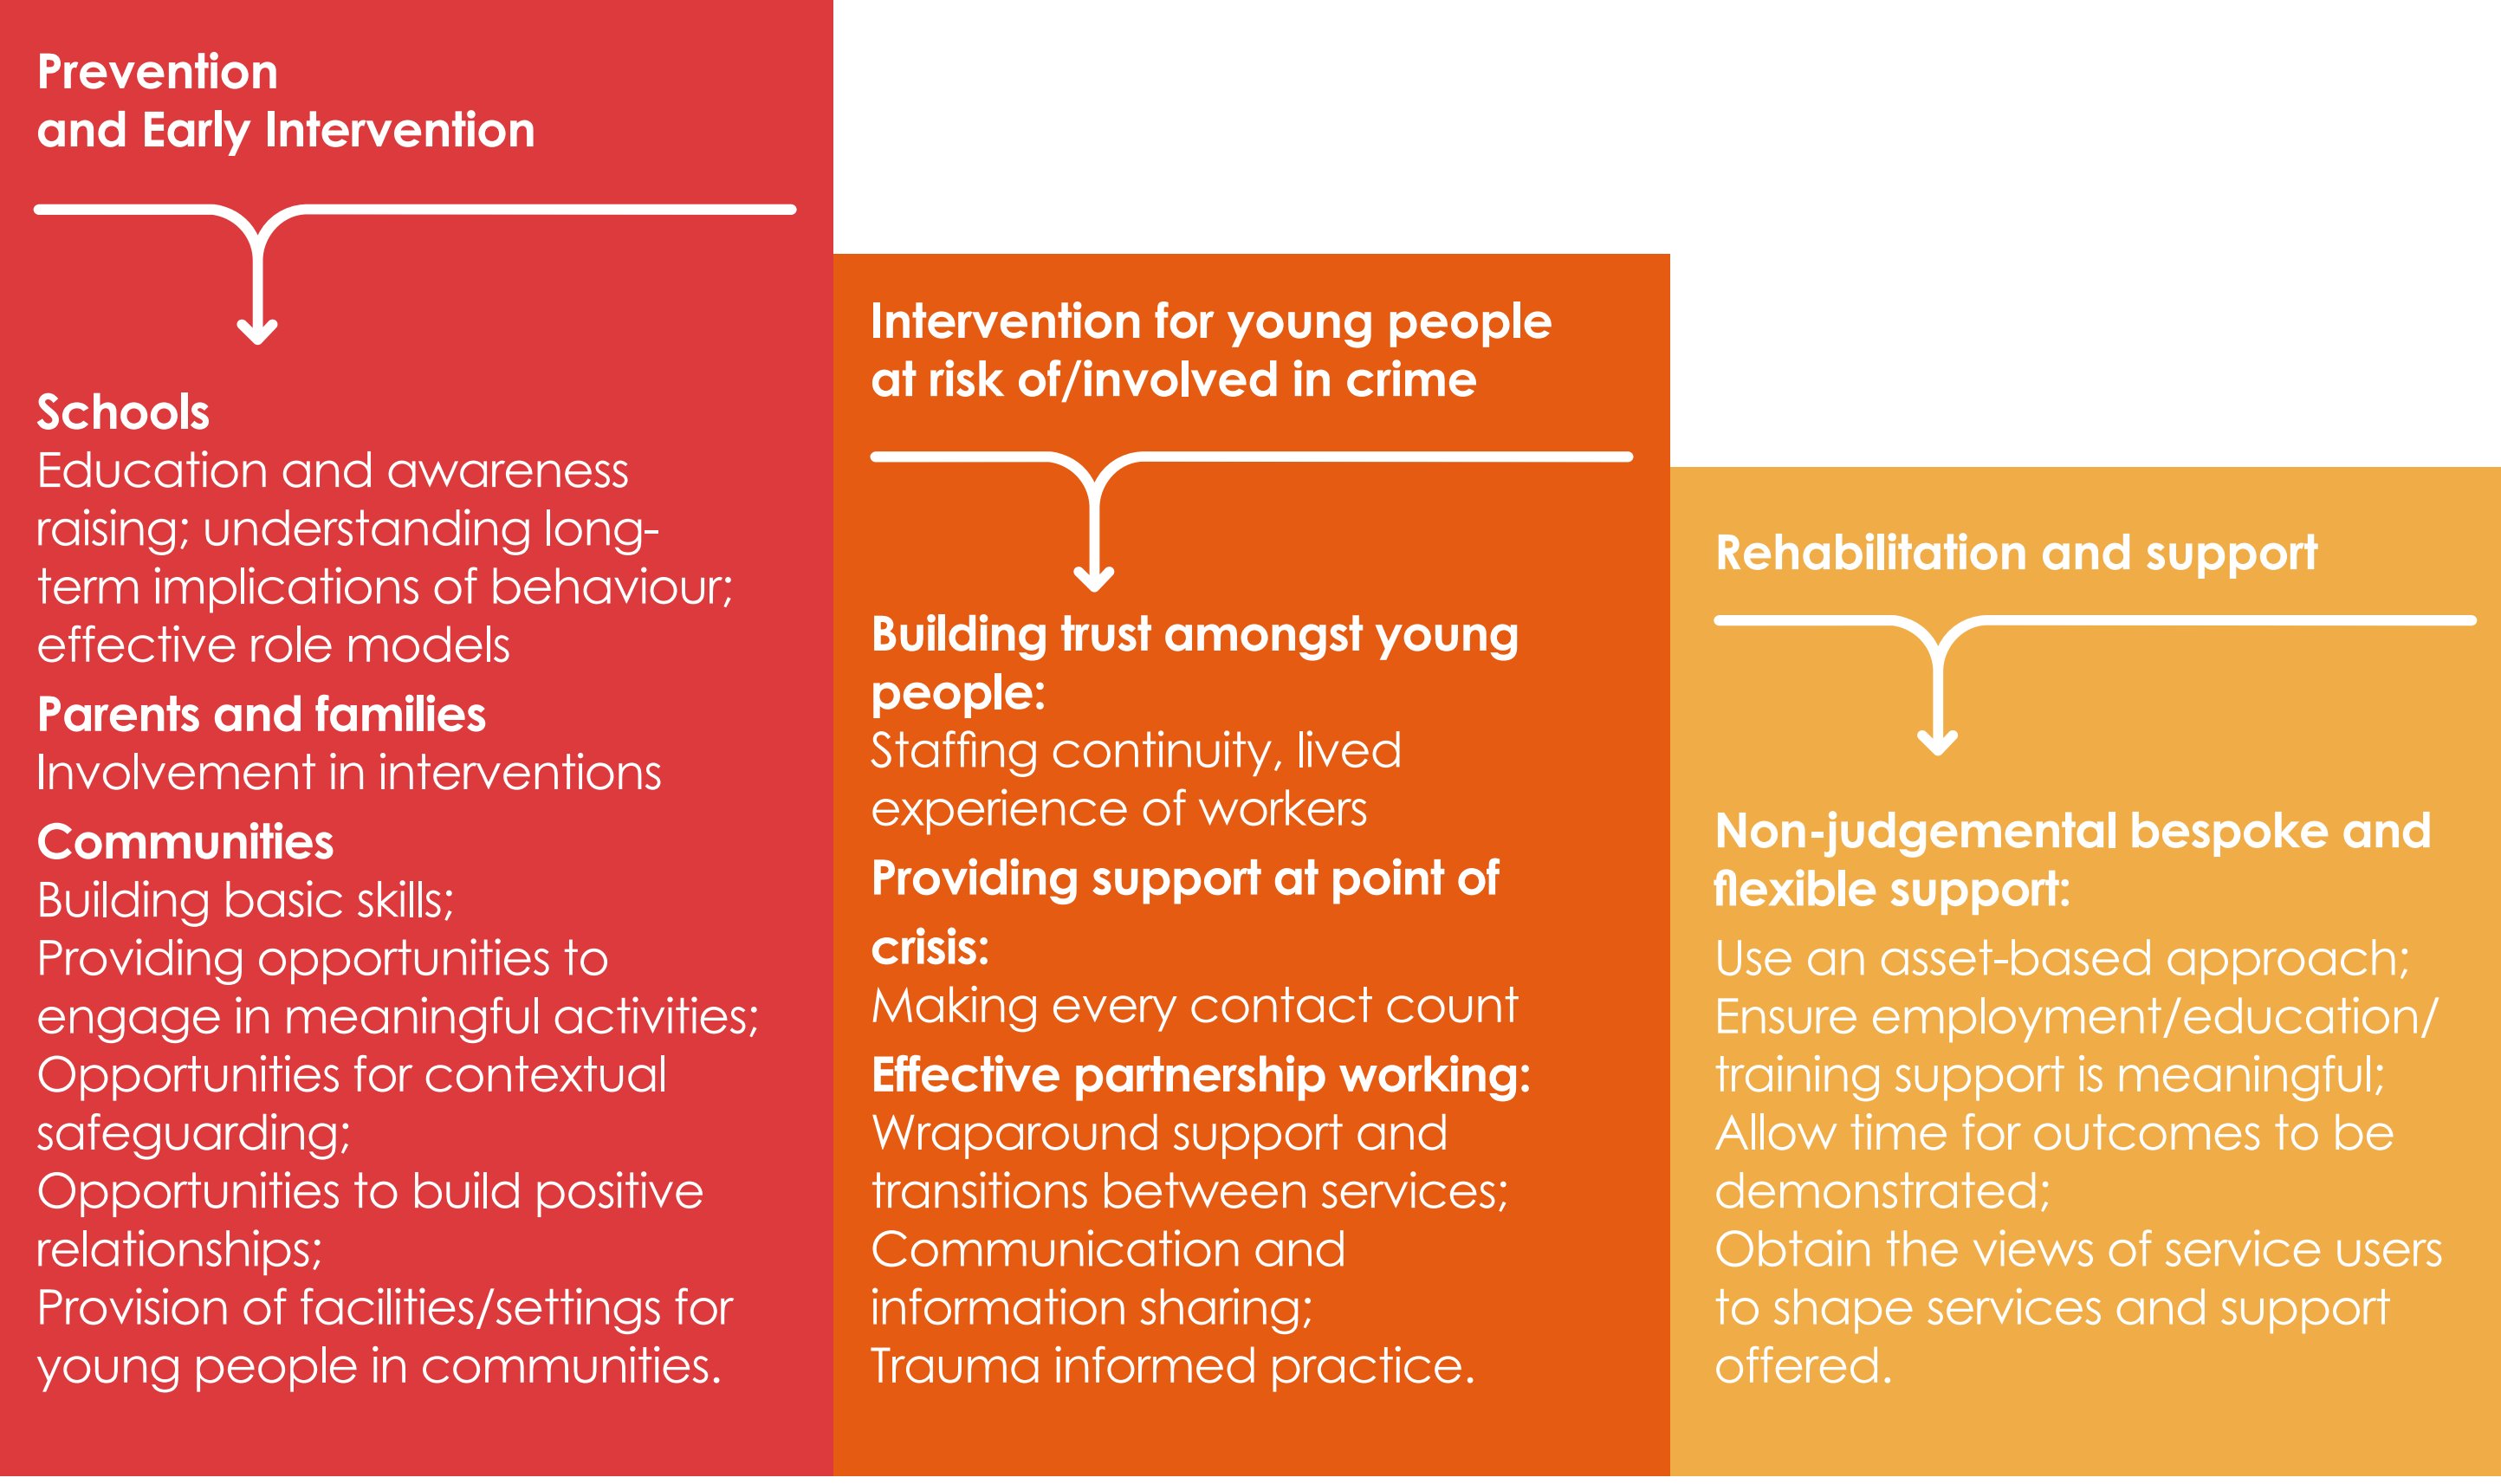 Prevention
and Early Intervention
Schools
Education and awareness
raising; understanding long-
term implications of behaviour;
effective role models
Parents and families
Involvement in interventions
Communities
Building basic skills;
Providing opportunities to
engage in meaningful activities;
Opportunities for contextual
safeguarding;
Opportunities to build positive
relationships;
Provision of facilities/settings for
young people in communities.
Intervention for young people
at risk of/involved in crime
Building trust amongst young
people:
Staffing continuity, lived
experience of workers
Providing support at point of
crisis:
Making every contact count
Effective partnership working:
Wraparound support and
transitions between services;
Communication and
information sharing;
Trauma informed practice.
Rehabilitation and support
Non-judgemental bespoke and
flexible support:
Use an asset-based approach;
Ensure employment/education/
training support is meaningful;
Allow time for outcomes to be
demonstrated;
Obtain the views of service users
to shape services and support
offered.